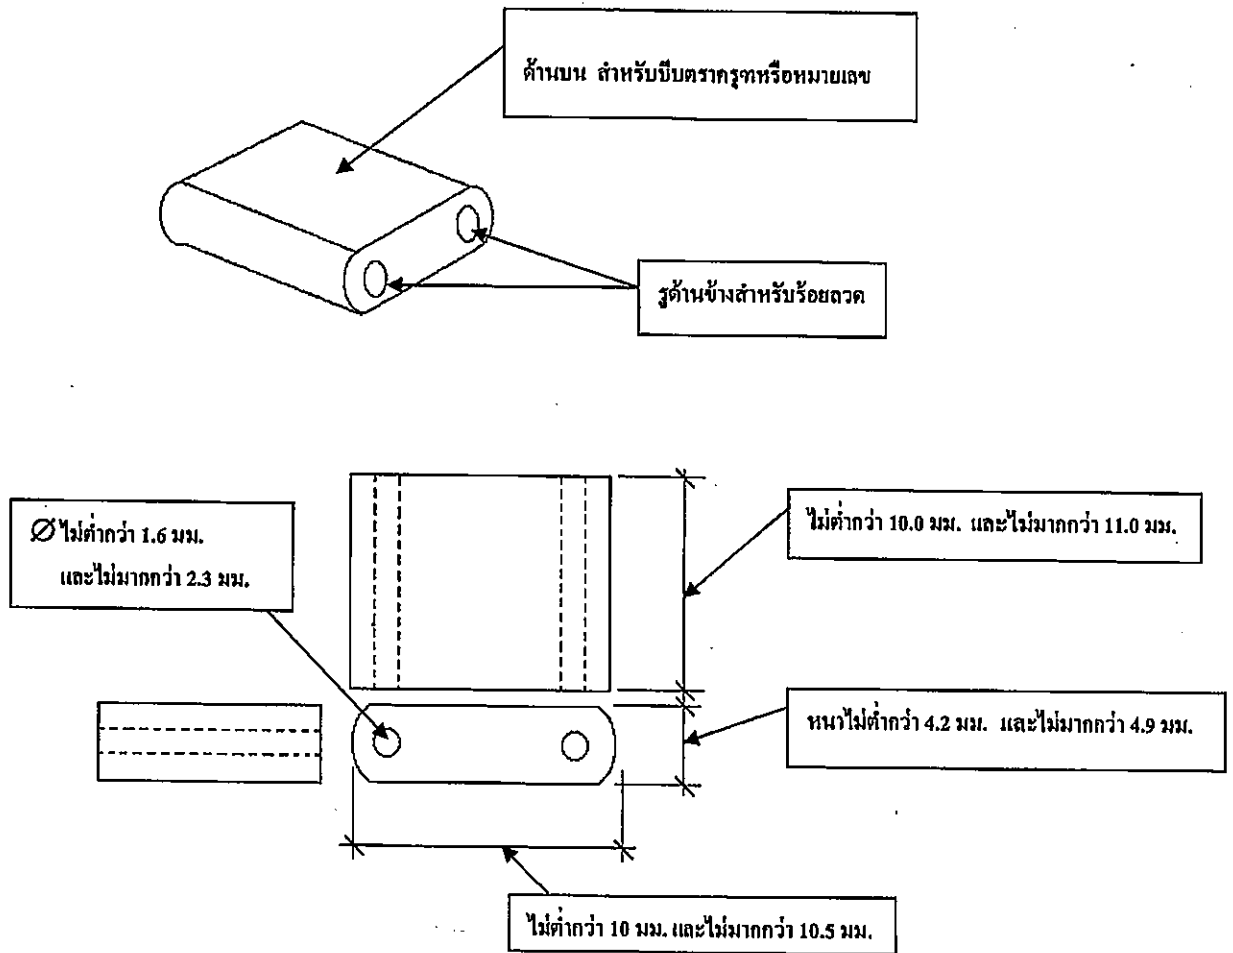 ด้านบน สำหรับบีบตราครุฑหรือหมายเลข
รูด้านข้างสำหรับร้อยลวด
Ø ไม่ต่ำกว่า 1.6 มม.
และไม่มากกว่า 2.3 มม.
ไม่ต่ำกว่า 10.0 มม. และไม่มากกว่า 11.0 มม.
หนาไม่ต่ำกว่า 4.2 มม. และไม่มากกว่า 4.9 มม.
ไม่ต่ำกว่า 10 มม. และไม่มากกว่า 10.5 มม.